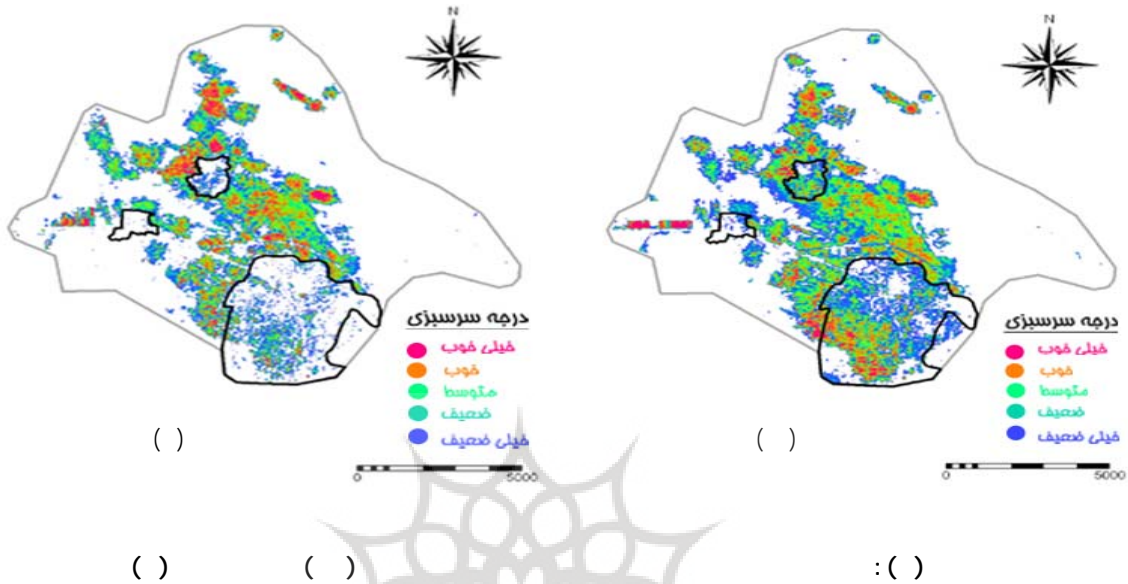 N
N
درجه سرسبزی
خیلی خوب
خوب
متوسط
ضعیف
خیلی ضعیف
0 5000
( )
درجه سرسبزی
خیلی خوب
خوب
متوسط
ضعیف
خیلی ضعیف
0 5000
( )
( ): ( ) ( )